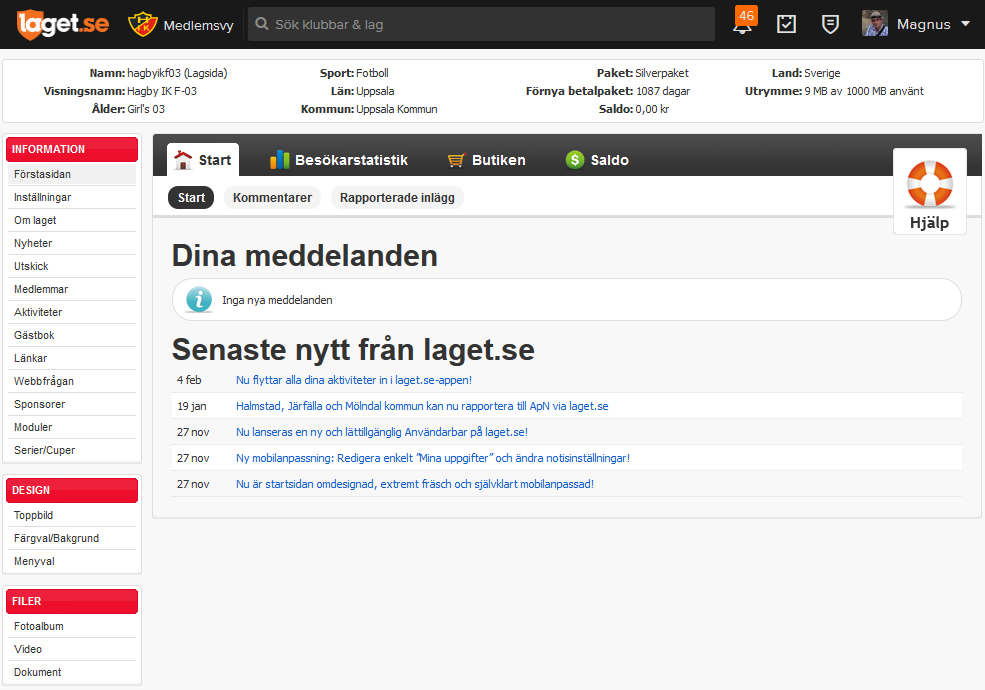 laget.se Medlemsvy Sök klubbar & lag 46 Magnus
Namn: hagbyikf03 (Lagsida) Sport: Fotboll Paket: Silverpaket Land: Sverige
Visningsnamn: Hagby IK F-03 Län: Uppsala Förnya betalpaket: 1087 dagar Utrymme: 9 MB av 1000 MB använt
Ålder: Girl's 03 Kommun: Uppsala Kommun Saldo: 0,00 kr
INFORMATION
Förstasidan
Inställningar
Om laget
Nyheter
Utskick
Medlemmar
Aktiviteter
Gästbok
Länkar
Webbfrågan
Sponsorer
Moduler
Serier/Cuper
DESIGN
Toppbild
Färgval/Bakgrund
Menyval
FILER
Fotoalbum
Video
Dokument
Start Besökarstatistik Butiken $ Saldo
Start Kommentarer Rapporterade inlägg
Hjälp
Dina meddelanden
i Inga nya meddelanden
Senaste nytt från laget.se
4 feb Nu flyttar alla dina aktiviteter in i laget.se-appen!
19 jan Halmstad, Järfälla och Mölndal kommun kan nu rapportera till ApN via laget.se
27 nov Nu lanseras en ny och lättillgänglig Användarbar på laget.se!
27 nov Ny mobilanpassning: Redigera enkelt ”Mina uppgifter” och ändra notisinställningar!
27 nov Nu är startsidan omdesignad, extremt fräsch och självklart mobilanpassad!